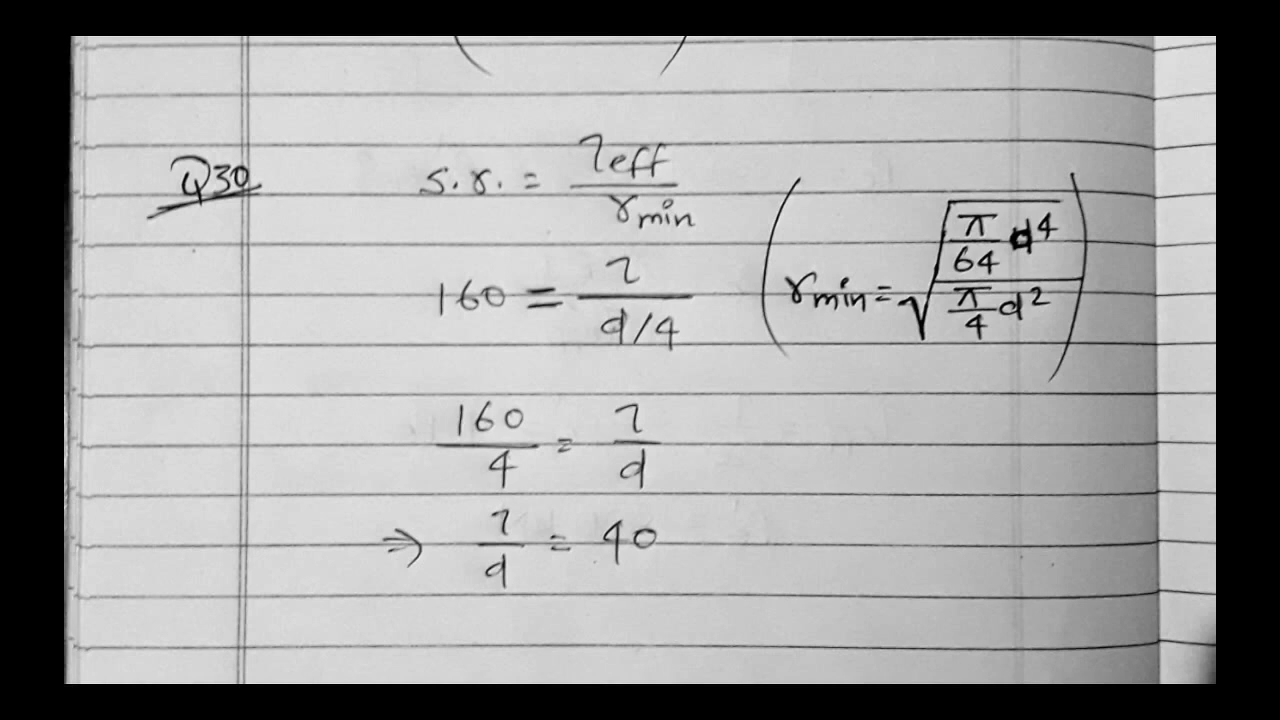 Q30
s.r. = leff / rmin
160 = l / d/4
(rmin = √((π/64 d⁴) / (π/4 d²)))
160/4 = l/d
⇒ l/d = 40